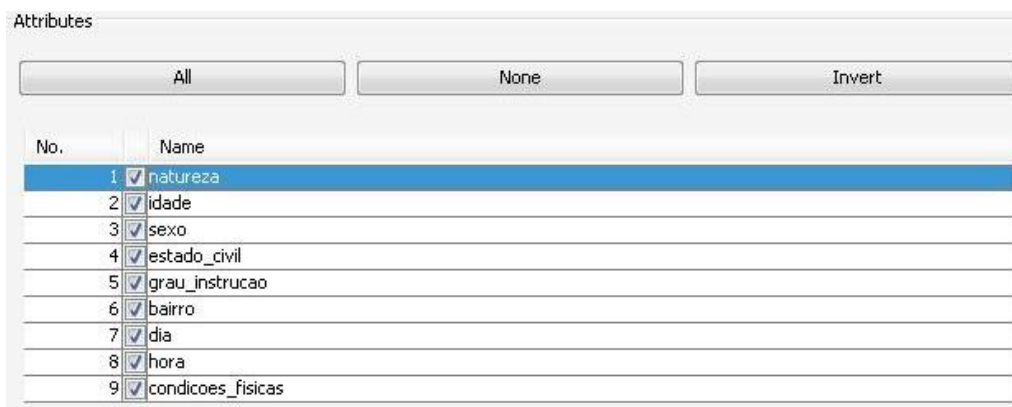 Attributes
All None Invert
No. Name
1 natureza
2 idade
3 sexo
4 estado_civil
5 grau_instrucao
6 bairro
7 dia
8 hora
9 condicoes_fisicas